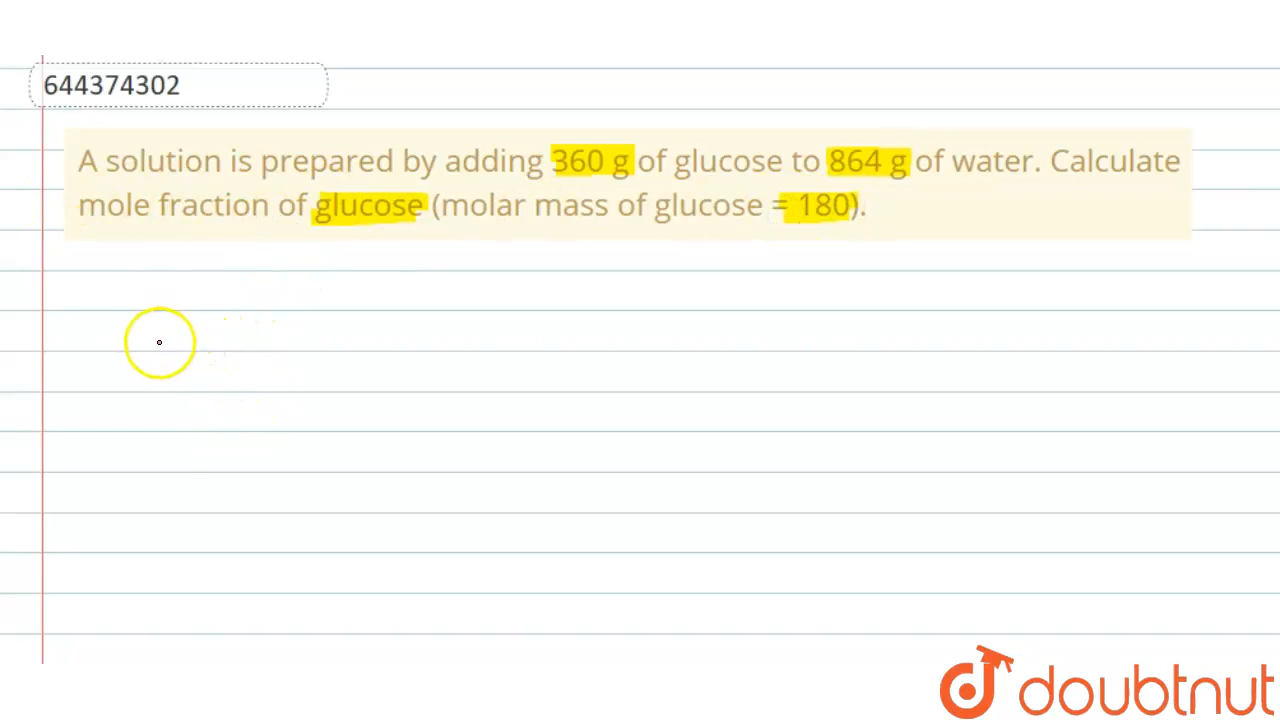 644374302
A solution is prepared by adding 360 g of glucose to 864 g of water. Calculate
mole fraction of glucose (molar mass of glucose = 180).
doubtnut